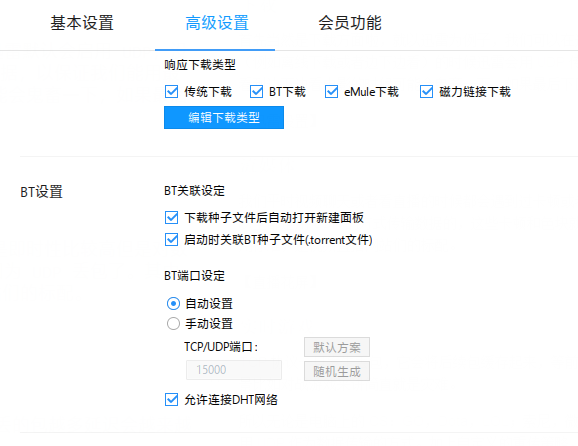 基本设置 高级设置 会员功能
响应下载类型
传统下载 BT下载 eMule下载 磁力链接下载
编辑下载类型
BT设置 BT关联设定
下载种子文件后自动打开新建面板
启动时关联BT种子文件(.torrent文件)
BT端口设定
自动设置
手动设置
TCP/UDP端口： 默认方案
15000 随机生成
允许连接DHT网络